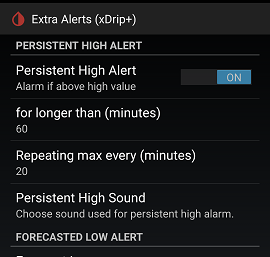 Extra Alerts (xDrip+)
PERSISTENT HIGH ALERT
Persistent High Alert
Alarm if above high value
ON
for longer than (minutes)
60
Repeating max every (minutes)
20
Persistent High Sound
Choose sound used for persistent high alarm.
FORECASTED LOW ALERT